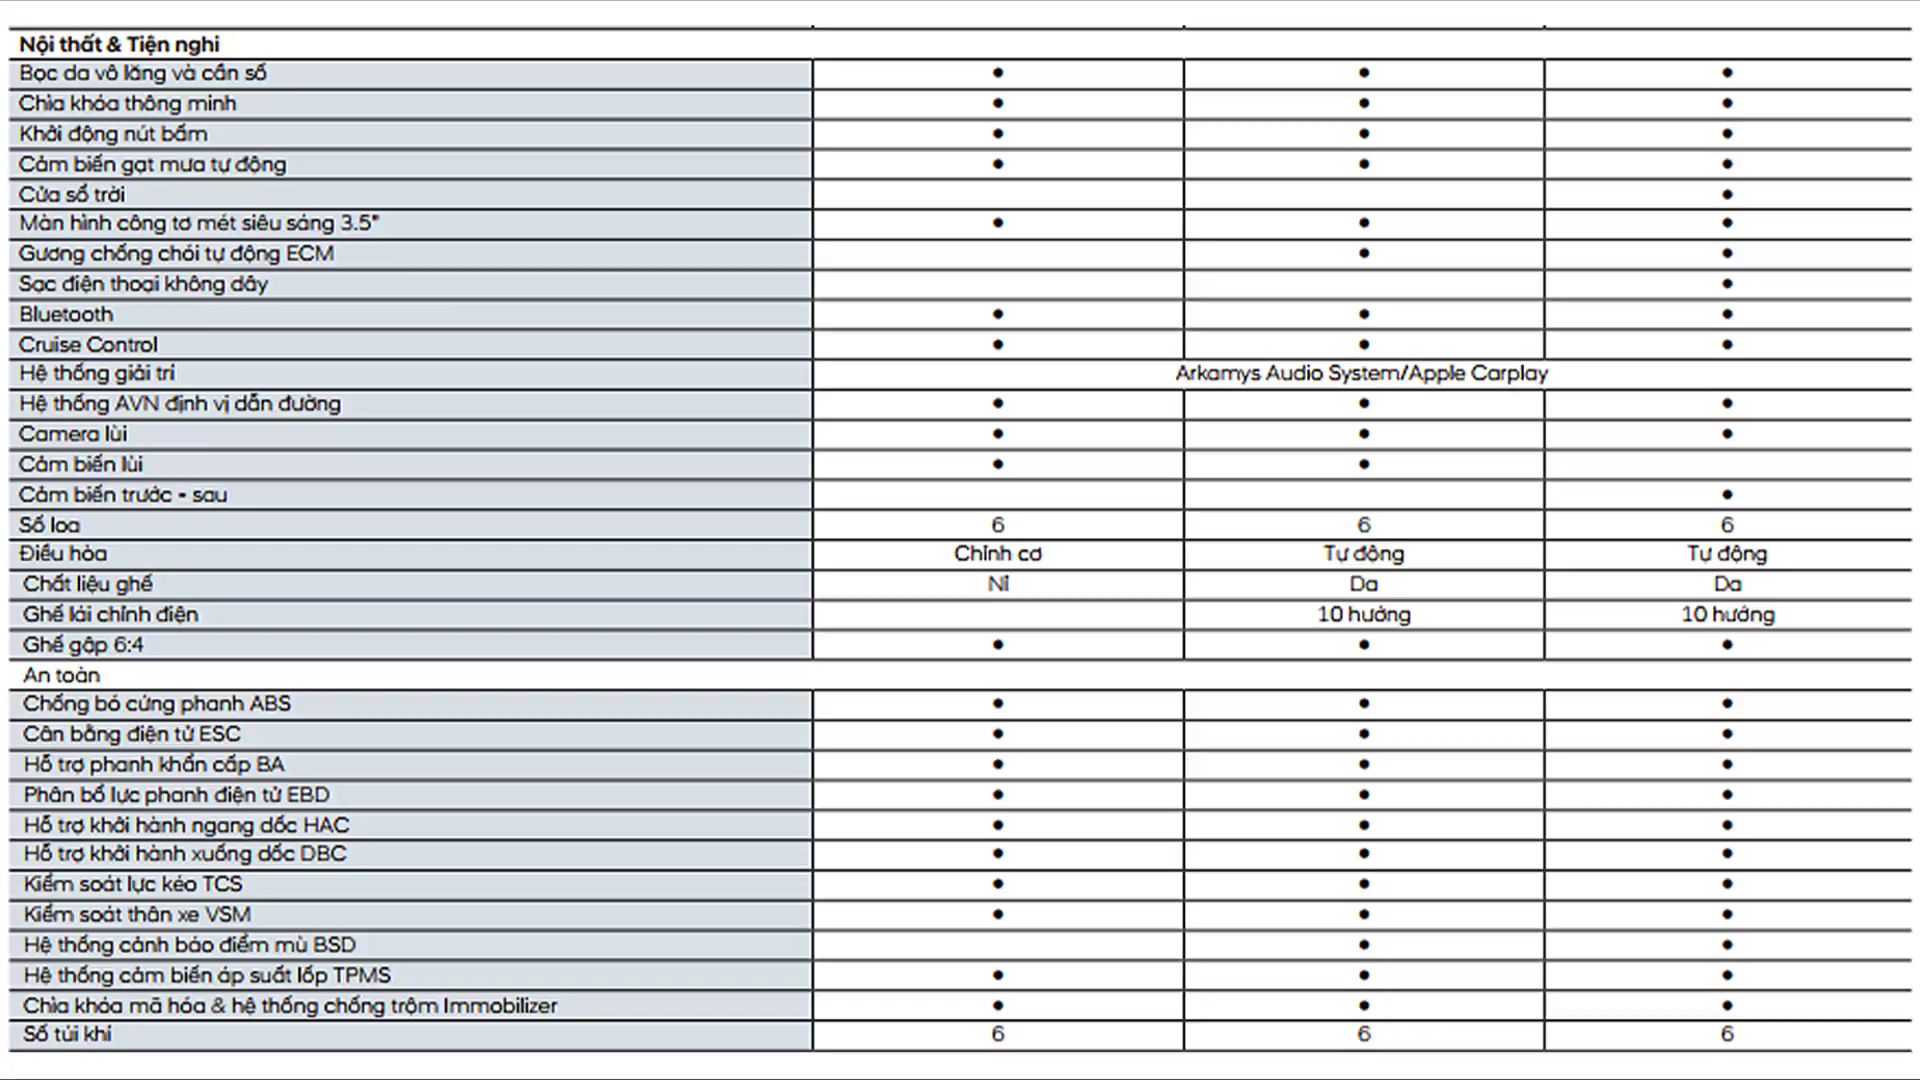 Nội thất & Tiện nghi
Bọc da vô lăng và cần số ● ● ●
Chìa khóa thông minh ● ● ●
Khởi động nút bấm ● ● ●
Cảm biến gạt mưa tự động ● ● ●
Cửa sổ trời ●
Màn hình công tơ mét siêu sáng 3.5" ● ● ●
Gương chống chói tự động ECM ● ●
Sạc điện thoại không dây ●
Bluetooth ● ● ●
Cruise Control ● ● ●
Hệ thống giải trí Arkamys Audio System/Apple Carplay
Hệ thống AVN định vị dẫn đường ● ● ●
Camera lùi ● ● ●
Cảm biến lùi ● ●
Cảm biến trước - sau ●
Số loa 6 6 6
Điều hòa Chỉnh cơ Tự động Tự động
Chất liệu ghế Nỉ Da Da
Ghế lái chỉnh điện 10 hướng 10 hướng
Ghế gập 6:4 ● ● ●
An toàn
Chống bó cứng phanh ABS ● ● ●
Cân bằng điện tử ESC ● ● ●
Hỗ trợ phanh khẩn cấp BA ● ● ●
Phân bổ lực phanh điện tử EBD ● ● ●
Hỗ trợ khởi hành ngang dốc HAC ● ● ●
Hỗ trợ khởi hành xuống dốc DBC ● ● ●
Kiểm soát lực kéo TCS ● ● ●
Kiểm soát thân xe VSM ● ● ●
Hệ thống cảnh báo điểm mù BSD ● ●
Hệ thống cảm biến áp suất lốp TPMS ● ● ●
Chìa khóa mã hóa & hệ thống chống trộm Immobilizer ● ● ●
Số túi khí 6 6 6